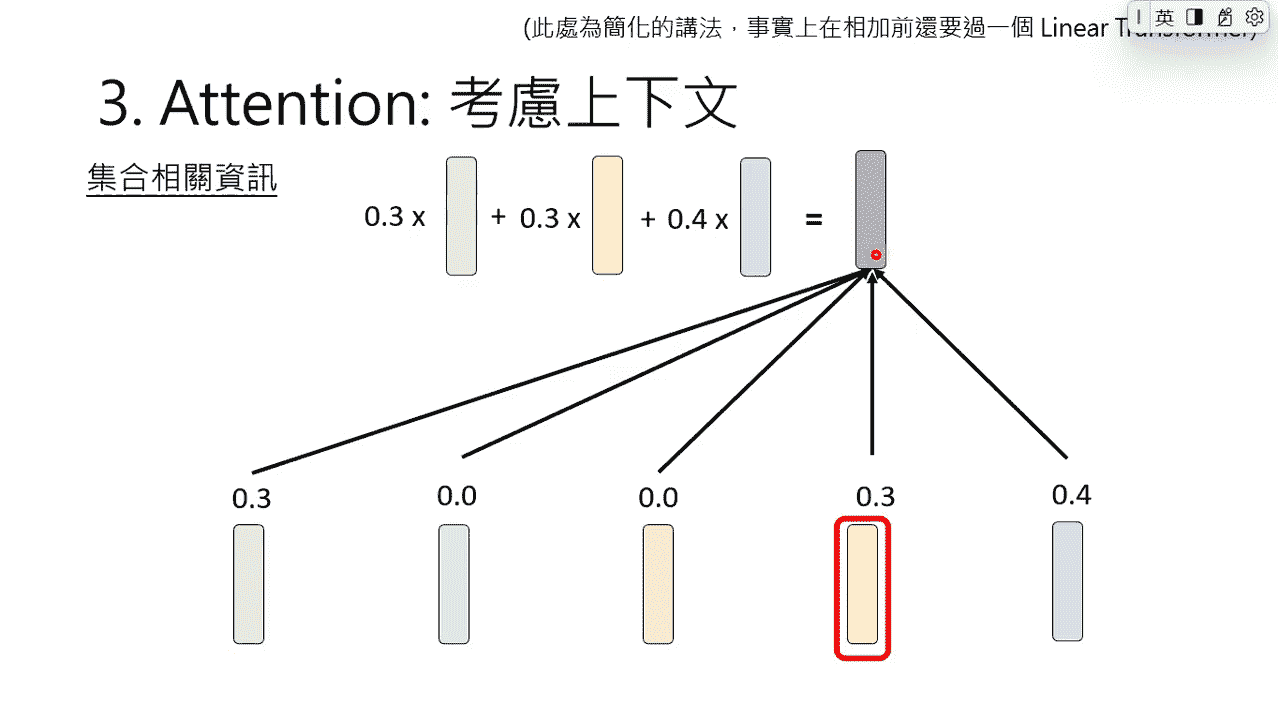 (此處為簡化的講法，事實上在相加前還要過一個 Linear
英
3. Attention: 考慮上下文
集合相關資訊
0.3 x + 0.3 x + 0.4 x =
0.3 0.0 0.0 0.3 0.4